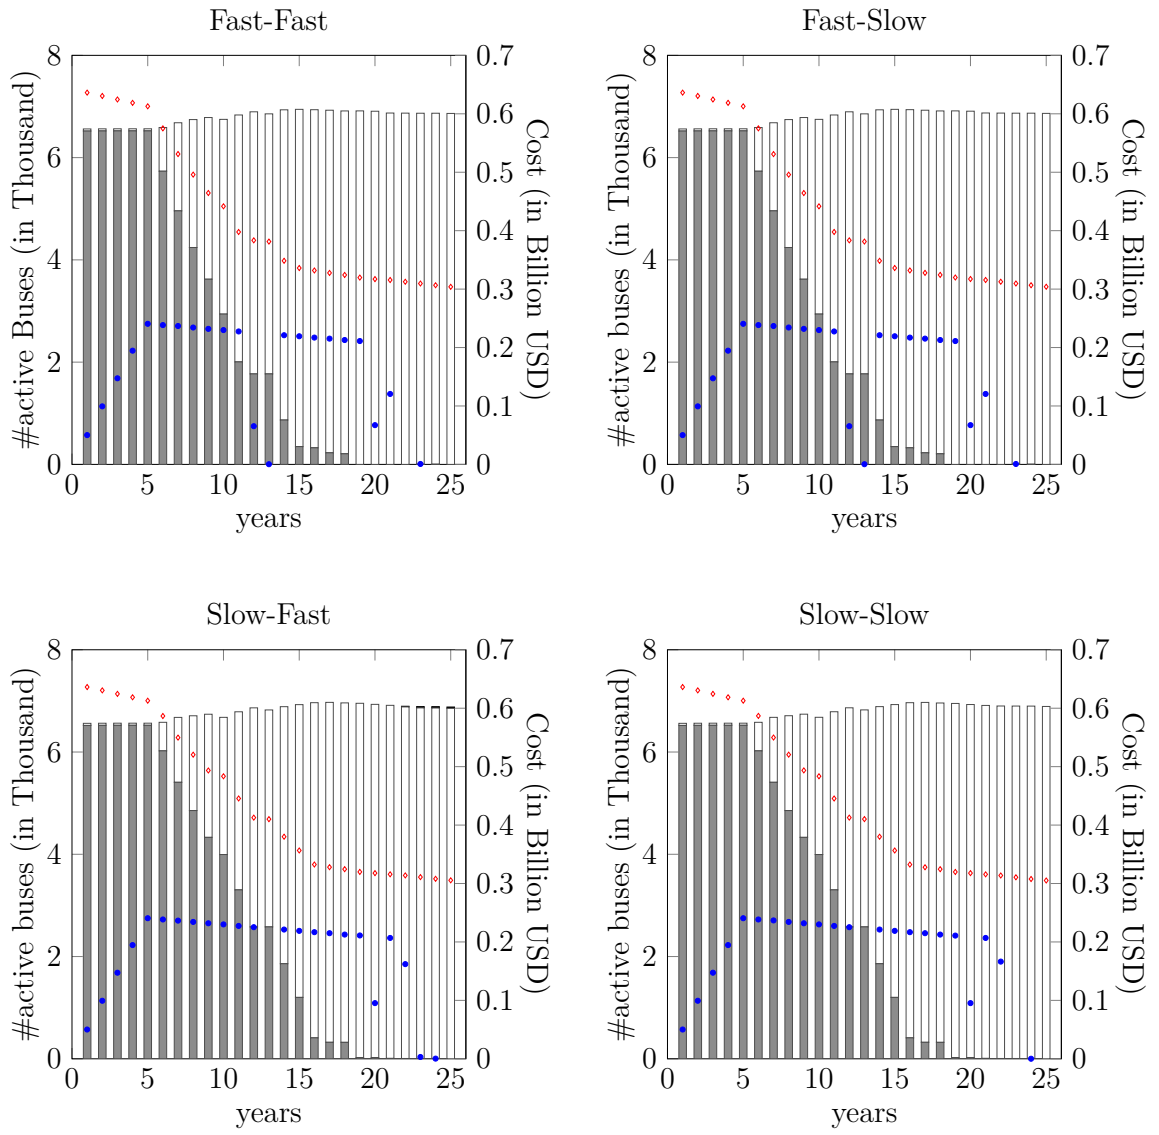 Fast-Fast
8
6
4
2
0
0.7
0.6
0.5
0.4
0.3
0.2
0.1
0
0 5 10 15 20 25
years
#active Buses (in Thousand)
Cost (in Billion USD)
Fast-Slow
8
6
4
2
0
0.7
0.6
0.5
0.4
0.3
0.2
0.1
0
0 5 10 15 20 25
years
#active buses (in Thousand)
Cost (in Billion USD)
Slow-Fast
8
6
4
2
0
0.7
0.6
0.5
0.4
0.3
0.2
0.1
0
0 5 10 15 20 25
years
#active buses (in Thousand)
Cost (in Billion USD)
Slow-Slow
8
6
4
2
0
0.7
0.6
0.5
0.4
0.3
0.2
0.1
0
0 5 10 15 20 25
years
#active buses (in Thousand)
Cost (in Billion USD)